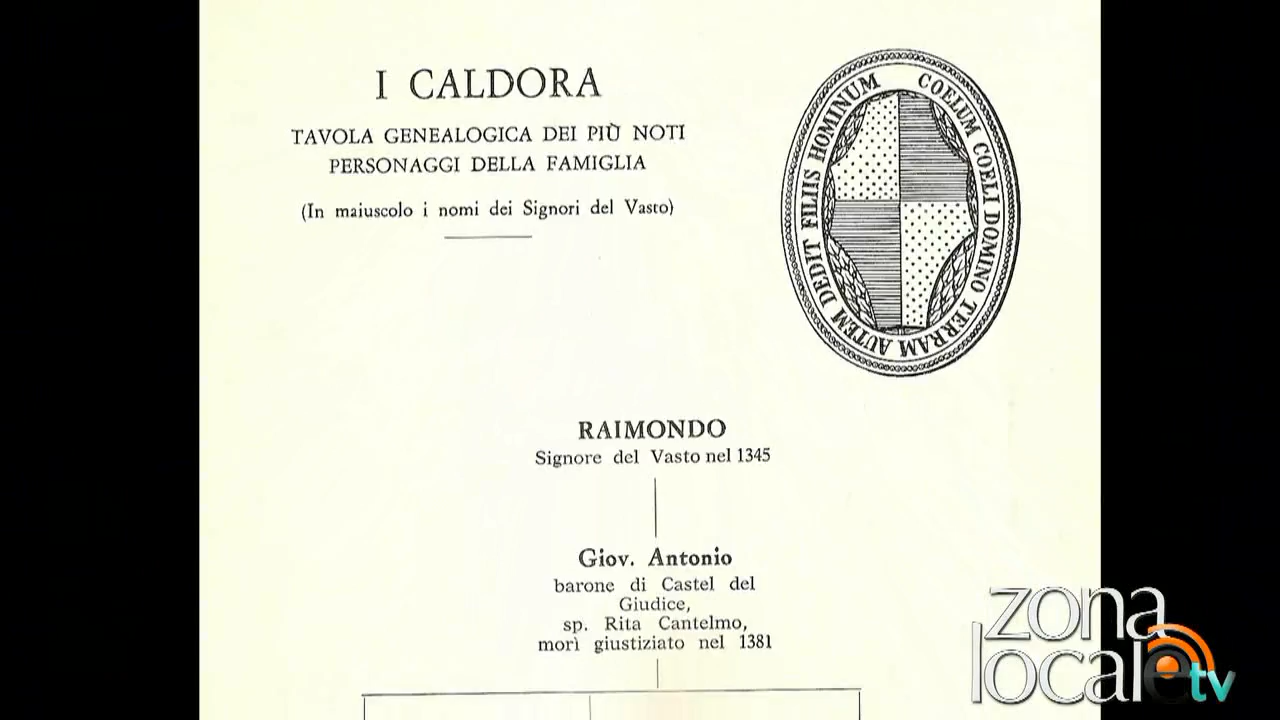 I CALDORA
TAVOLA GENEALOGICA DEI PIÙ NOTI
PERSONAGGI DELLA FAMIGLIA
(In maiuscolo i nomi dei Signori del Vasto)
COELUM COELI DOMINO TERRAM AUTEM DEDIT FILIIS HOMINUM
RAIMONDO
Signore del Vasto nel 1345
Giov. Antonio
barone di Castel del
Giudice,
sp. Rita Cantelmo,
morì giustiziato nel 1381
zona
locale
tv